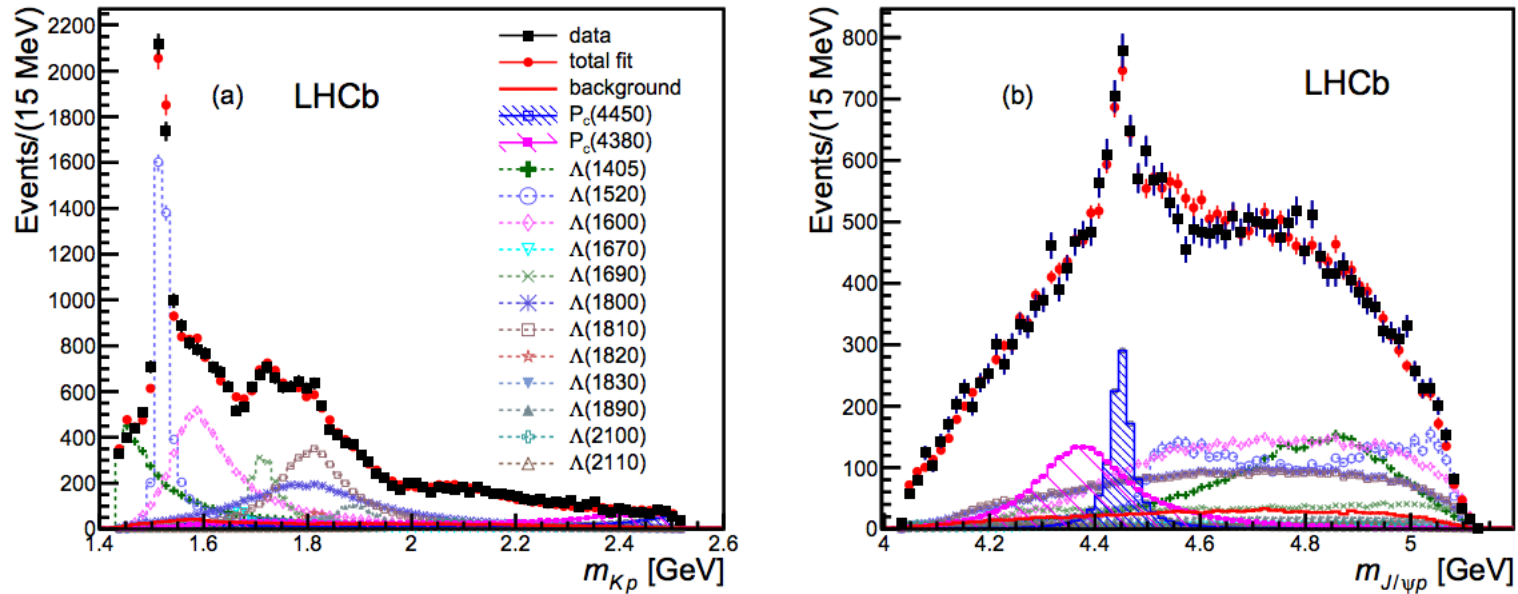 Events/(15 MeV)
2200
2000
1800
1600
1400
1200
1000
800
600
400
200
0
(a)
LHCb
data
total fit
background
Pc(4450)
Pc(4380)
Λ(1405)
Λ(1520)
Λ(1600)
Λ(1670)
Λ(1690)
Λ(1800)
Λ(1810)
Λ(1820)
Λ(1830)
Λ(1890)
Λ(2100)
Λ(2110)
1.4 1.6 1.8 2 2.2 2.4 2.6
mKp [GeV]
Events/(15 MeV)
800
700
600
500
400
300
200
100
0
(b)
LHCb
4 4.2 4.4 4.6 4.8 5
mJ/ψp [GeV]